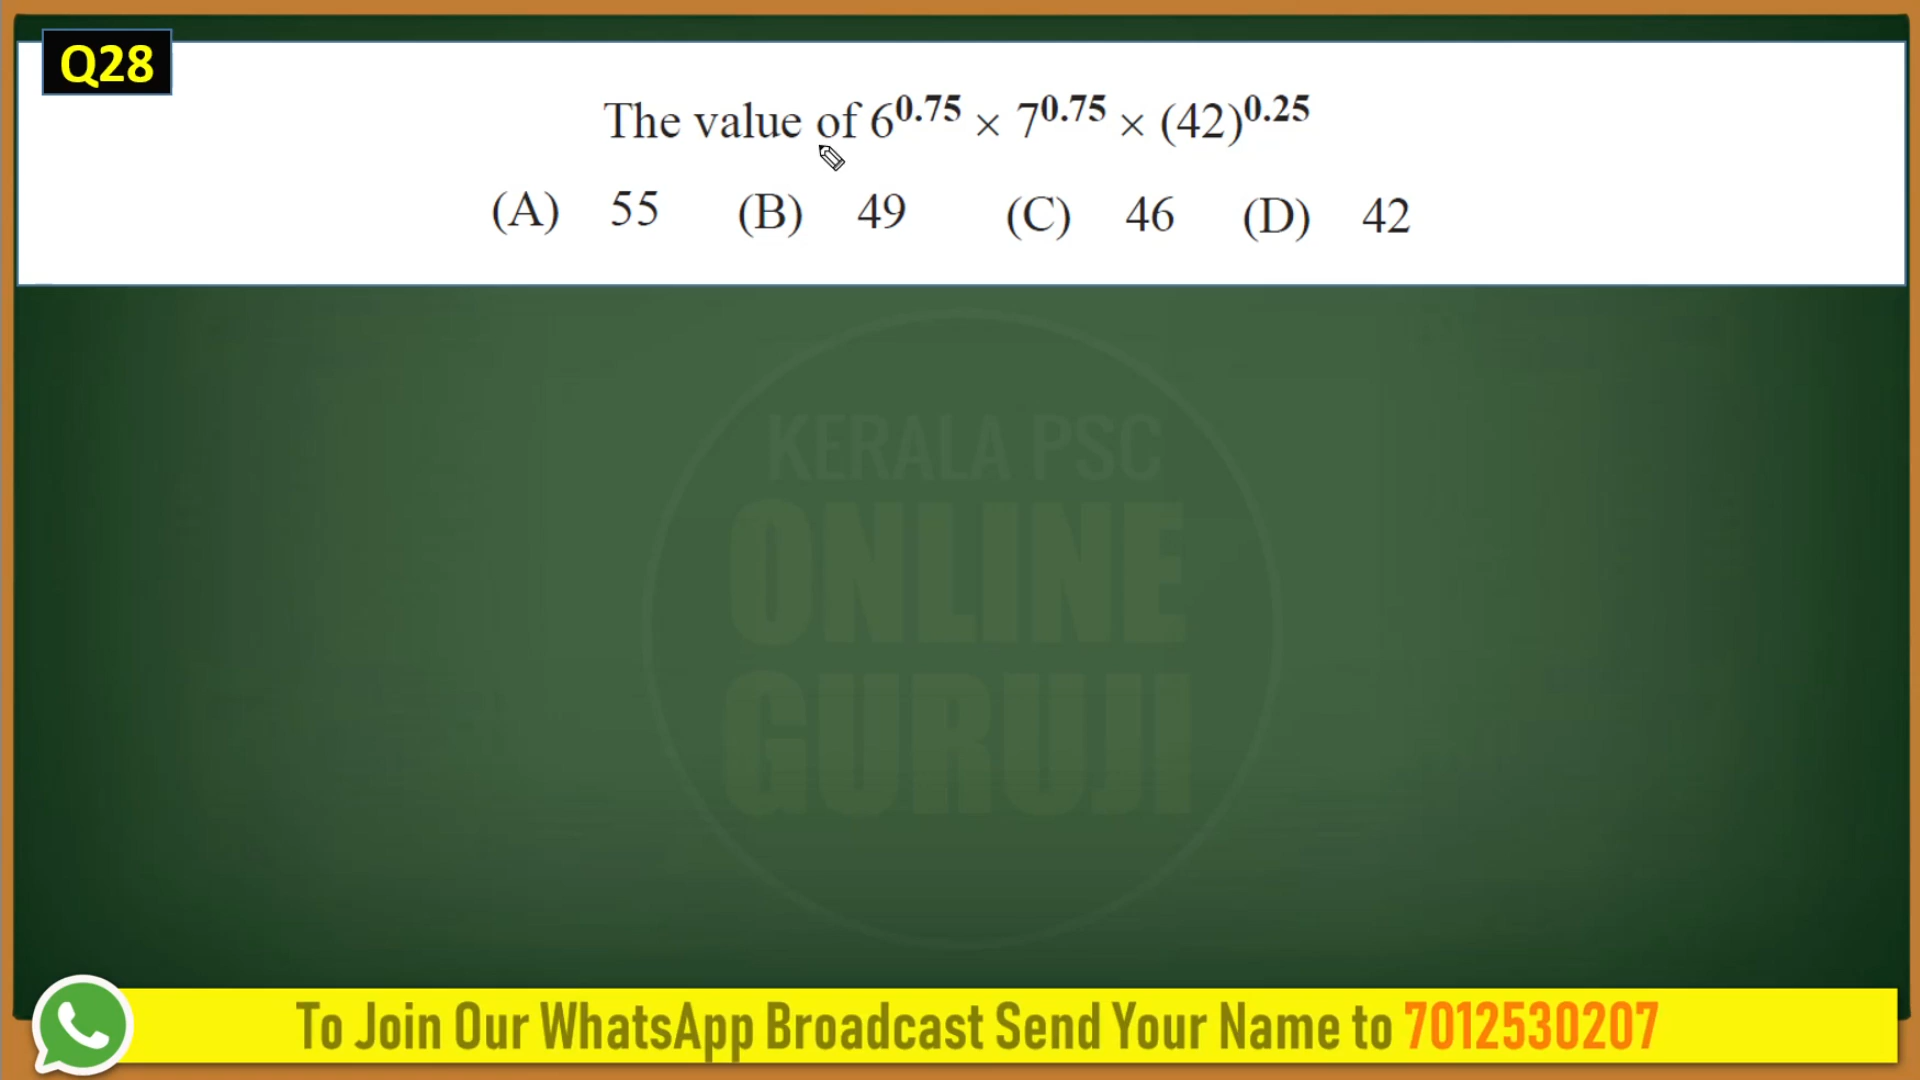 Q28
The value of 6^0.75 × 7^0.75 × (42)^0.25
(A) 55 (B) 49 (C) 46 (D) 42
KERALA PSC
ONLINE
GURUJI
To Join Our WhatsApp Broadcast Send Your Name to 7012530207